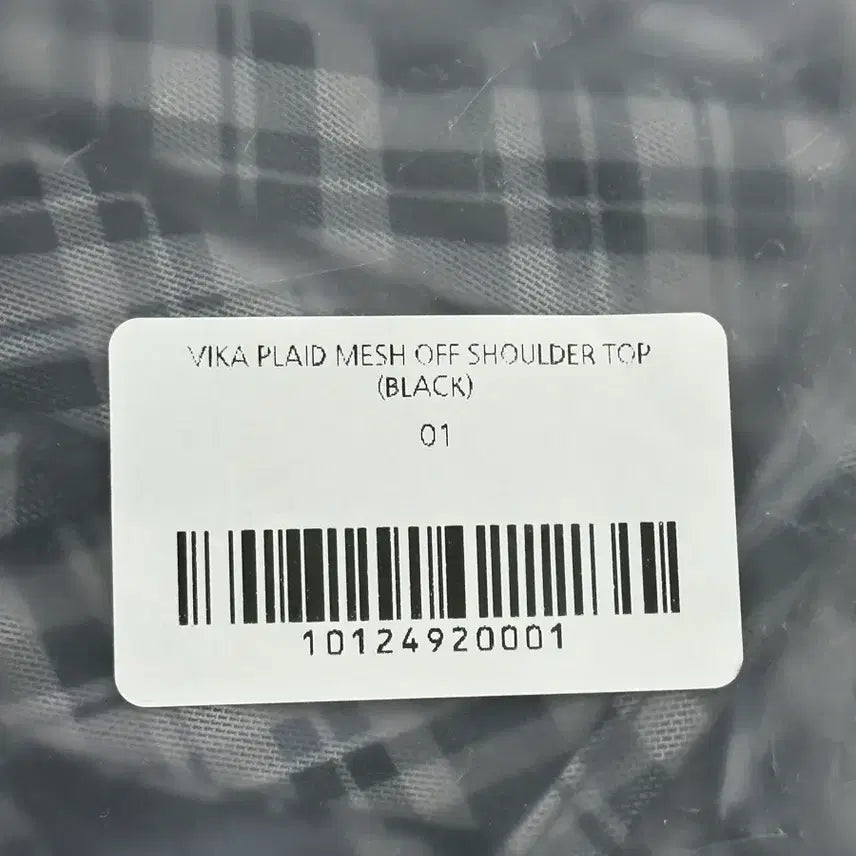 VIKA PLAID MESH OFF SHOULDER TOP
(BLACK)
01
10124920001